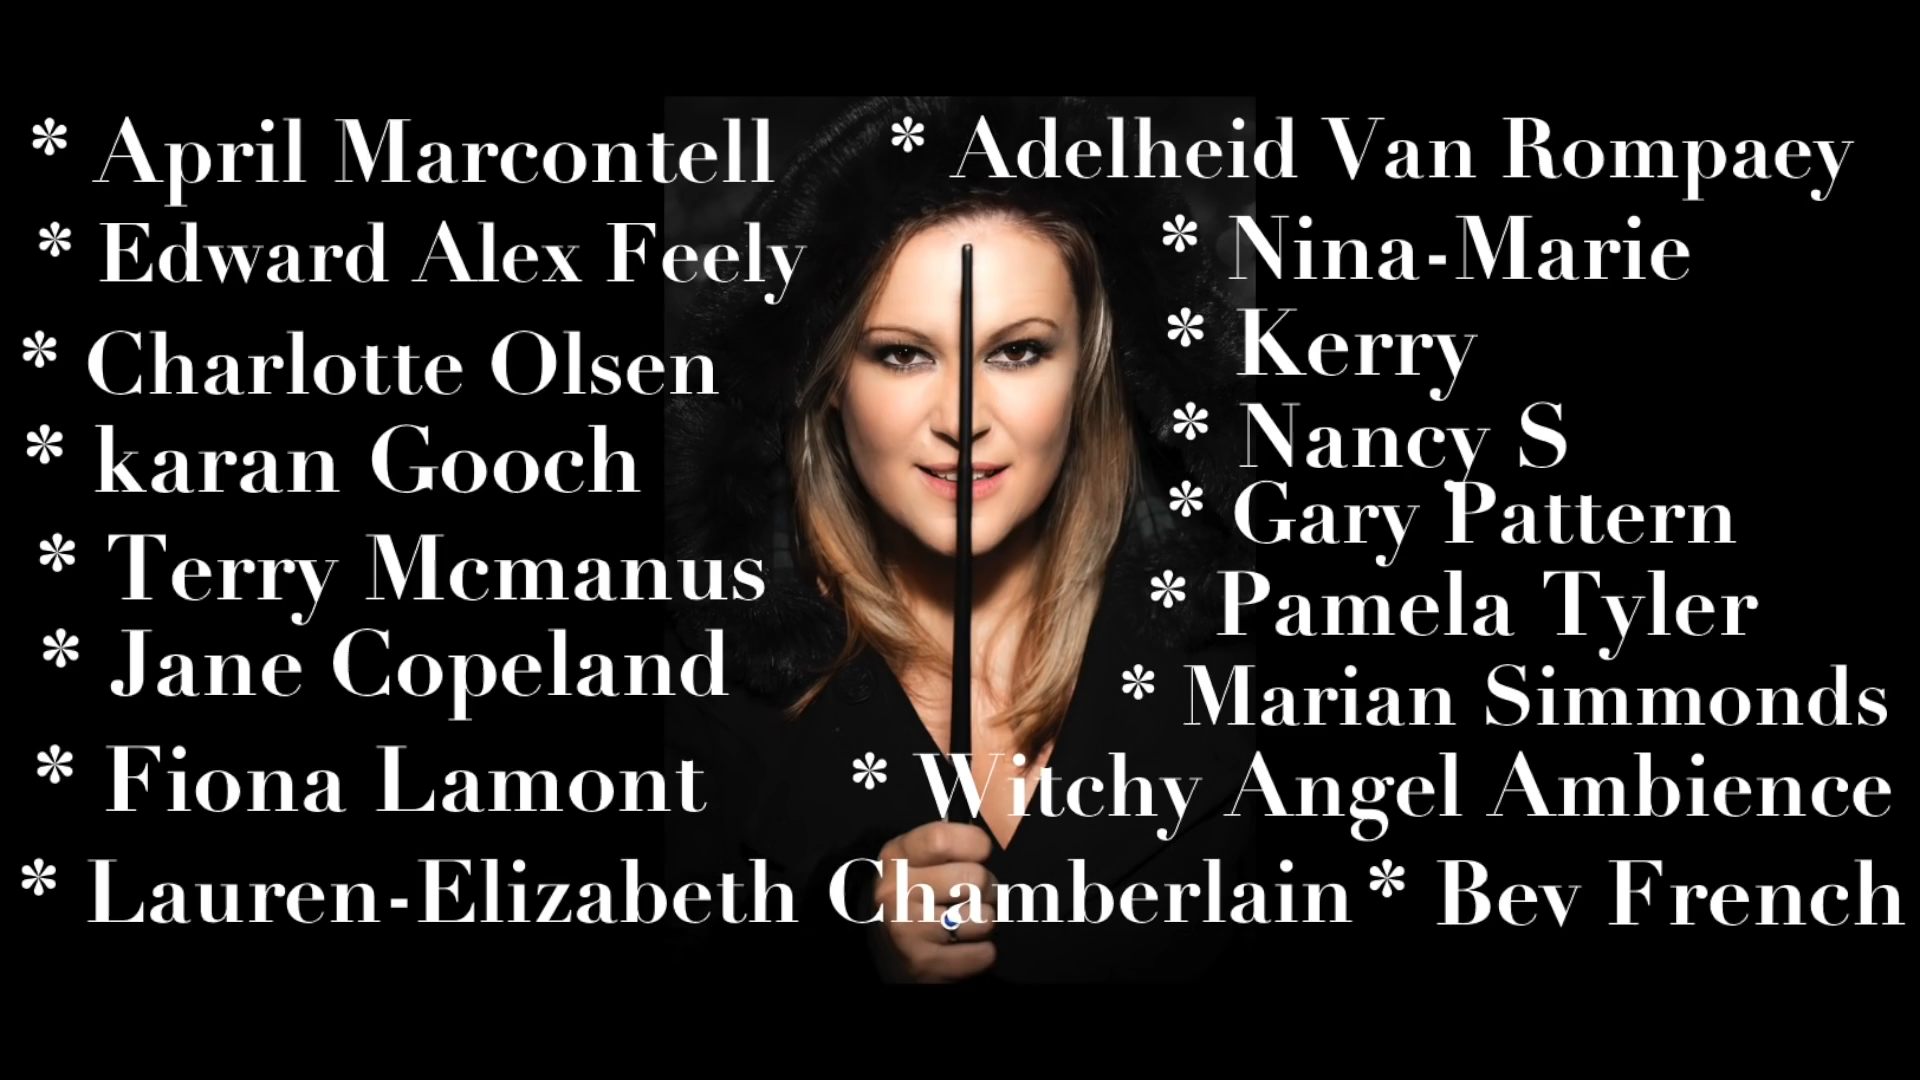 * April Marcontell
* Edward Alex Feely
* Charlotte Olsen
* karan Gooch
* Terry Mcmanus
* Jane Copeland
* Fiona Lamont
* Lauren-Elizabeth Chamberlain
* Adelheid Van Rompaey
* Nina-Marie
* Kerry
* Nancy S
* Gary Pattern
* Pamela Tyler
* Marian Simmonds
* Witchy Angel Ambience
* Bev French